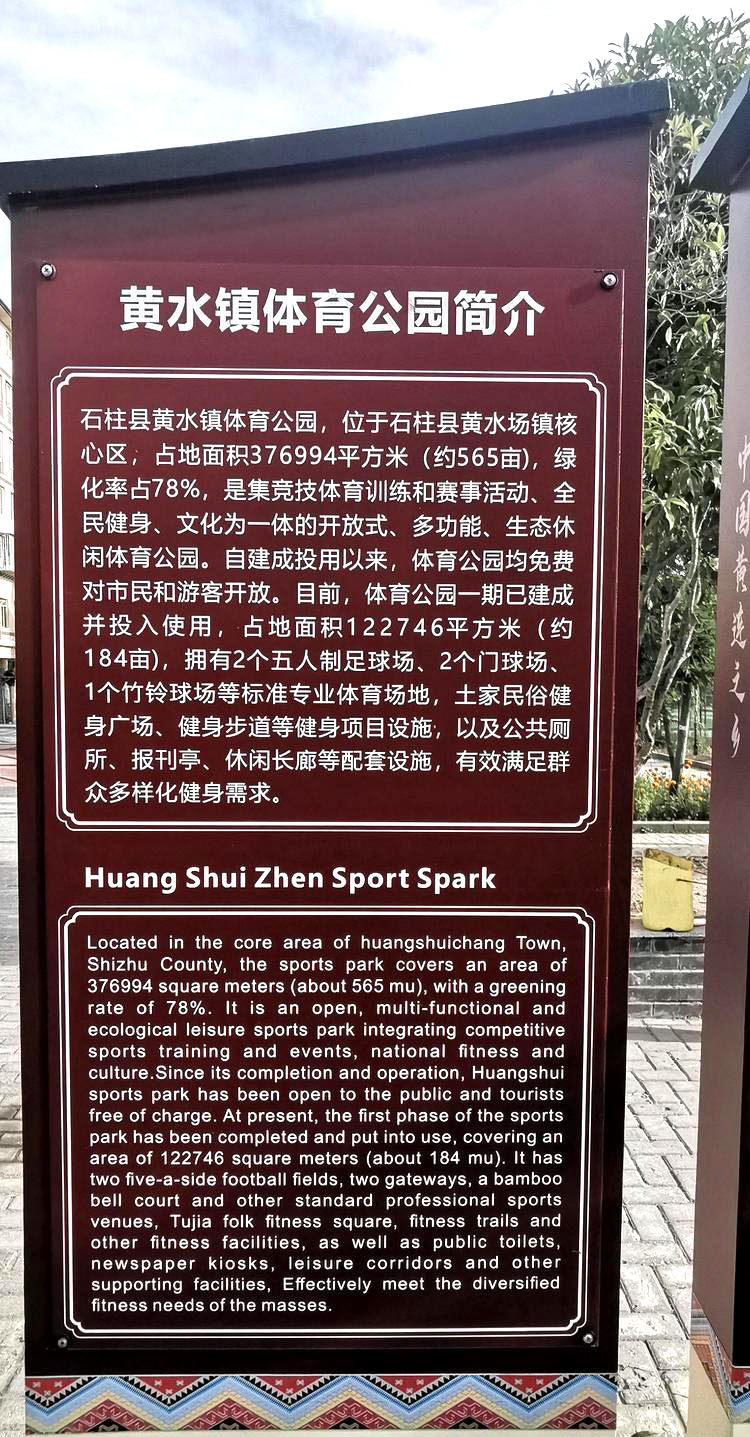 黄水镇体育公园简介
石柱县黄水镇体育公园，位于石柱县黄水场镇核
心区，占地面积376994平方米（约565亩），绿
化率占78%，是集竞技体育训练和赛事活动、全
民健身、文化为一体的开放式、多功能、生态休
闲体育公园。自建成投用以来，体育公园均免费
对市民和游客开放。目前，体育公园一期已建成
并投入使用，占地面积122746平方米（约
184亩），拥有2个五人制足球场、2个门球场、
1个竹铃球场等标准专业体育场地，土家民俗健
身广场、健身步道等健身项目设施，以及公共厕
所、报刊亭、休闲长廊等配套设施，有效满足群
众多样化健身需求。
Huang Shui Zhen Sport Spark
Located in the core area of huangshuichang Town,
Shizhu County, the sports park covers an area of
376994 square meters (about 565 mu), with a greening
rate of 78%. It is an open, multi-functional and
ecological leisure sports park integrating competitive
sports training and events, national fitness and
culture.Since its completion and operation, Huangshui
sports park has been open to the public and tourists
free of charge. At present, the first phase of the sports
park has been completed and put into use, covering an
area of 122746 square meters (about 184 mu). It has
two five-a-side football fields, two gateways, a bamboo
bell court and other standard professional sports
venues, Tujia folk fitness square, fitness trails and
other fitness facilities, as well as public toilets,
newspaper kiosks, leisure corridors and other
supporting facilities, Effectively meet the diversified
fitness needs of the masses.
中国黄连之乡